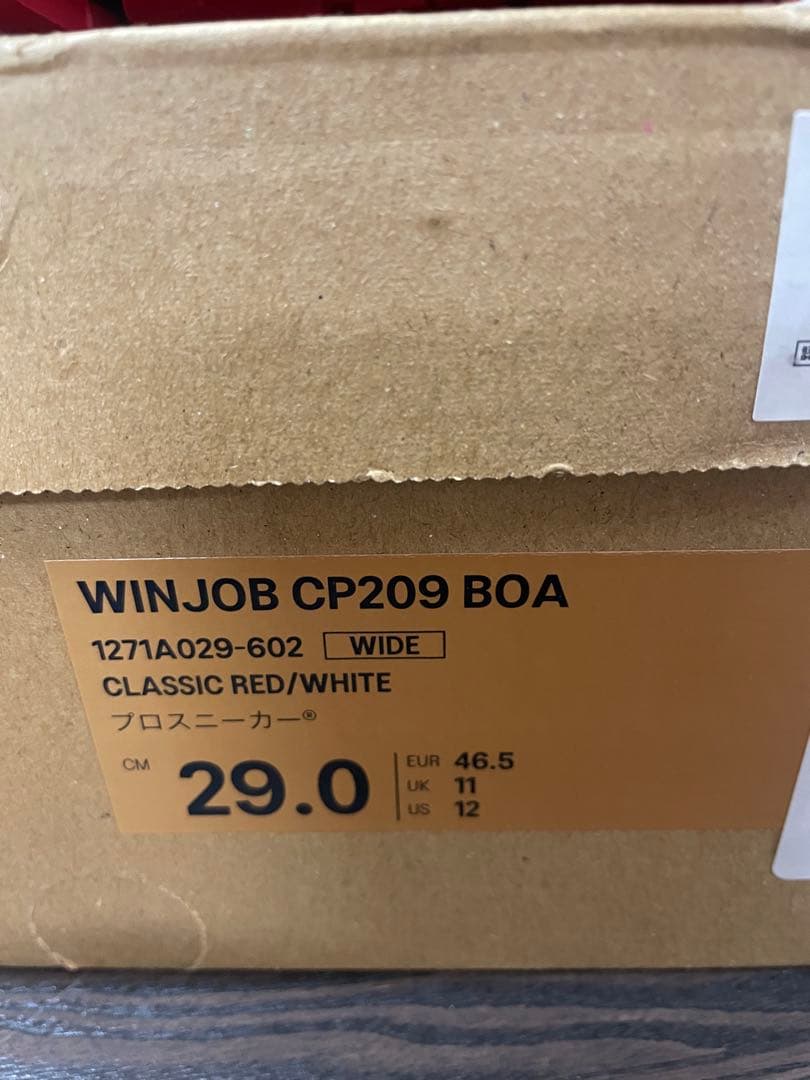 WINJOB CP209 BOA
1271A029-602 WIDE
CLASSIC RED/WHITE
プロスニーカー®
CM 29.0
EUR 46.5
UK 11
US 12